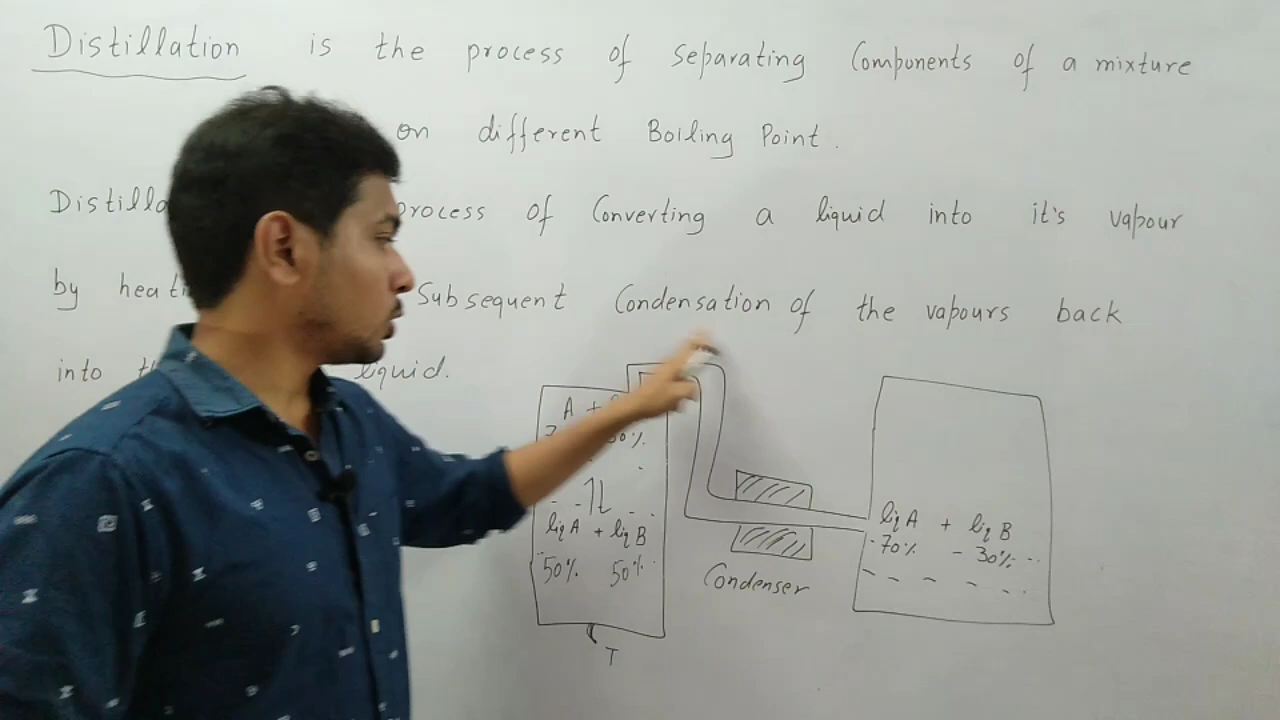 Distillation is the process of separating Components of a mixture
on different Boiling Point.
process of Converting a liquid into it's vapour
by Subsequent Condensation of the vapours back
into liquid.
A +
30%
liq A + liq B
50% 50%
T
Condenser
liq A + liq B
70% 30%